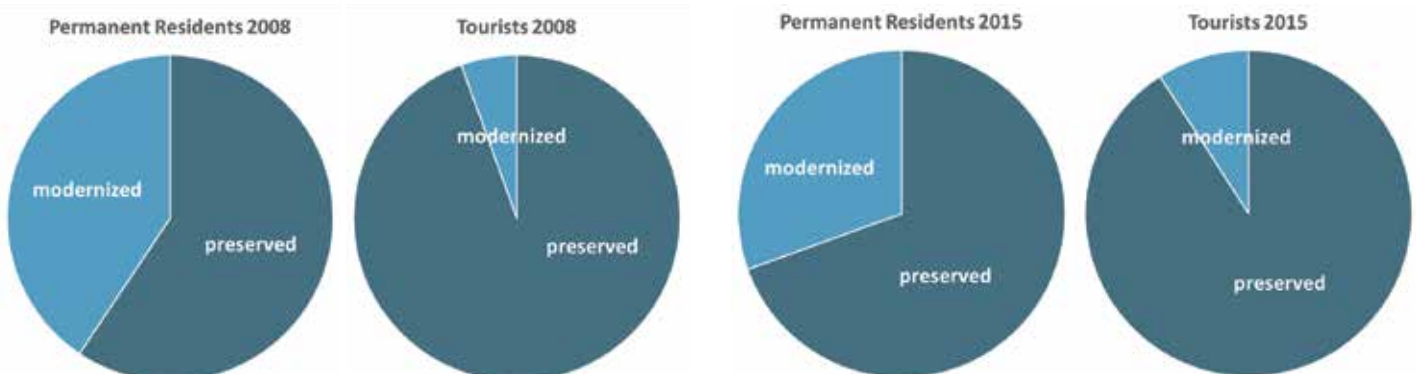 Permanent Residents 2008
modernized
preserved
Tourists 2008
modernized
preserved
Permanent Residents 2015
modernized
preserved
Tourists 2015
modernized
preserved